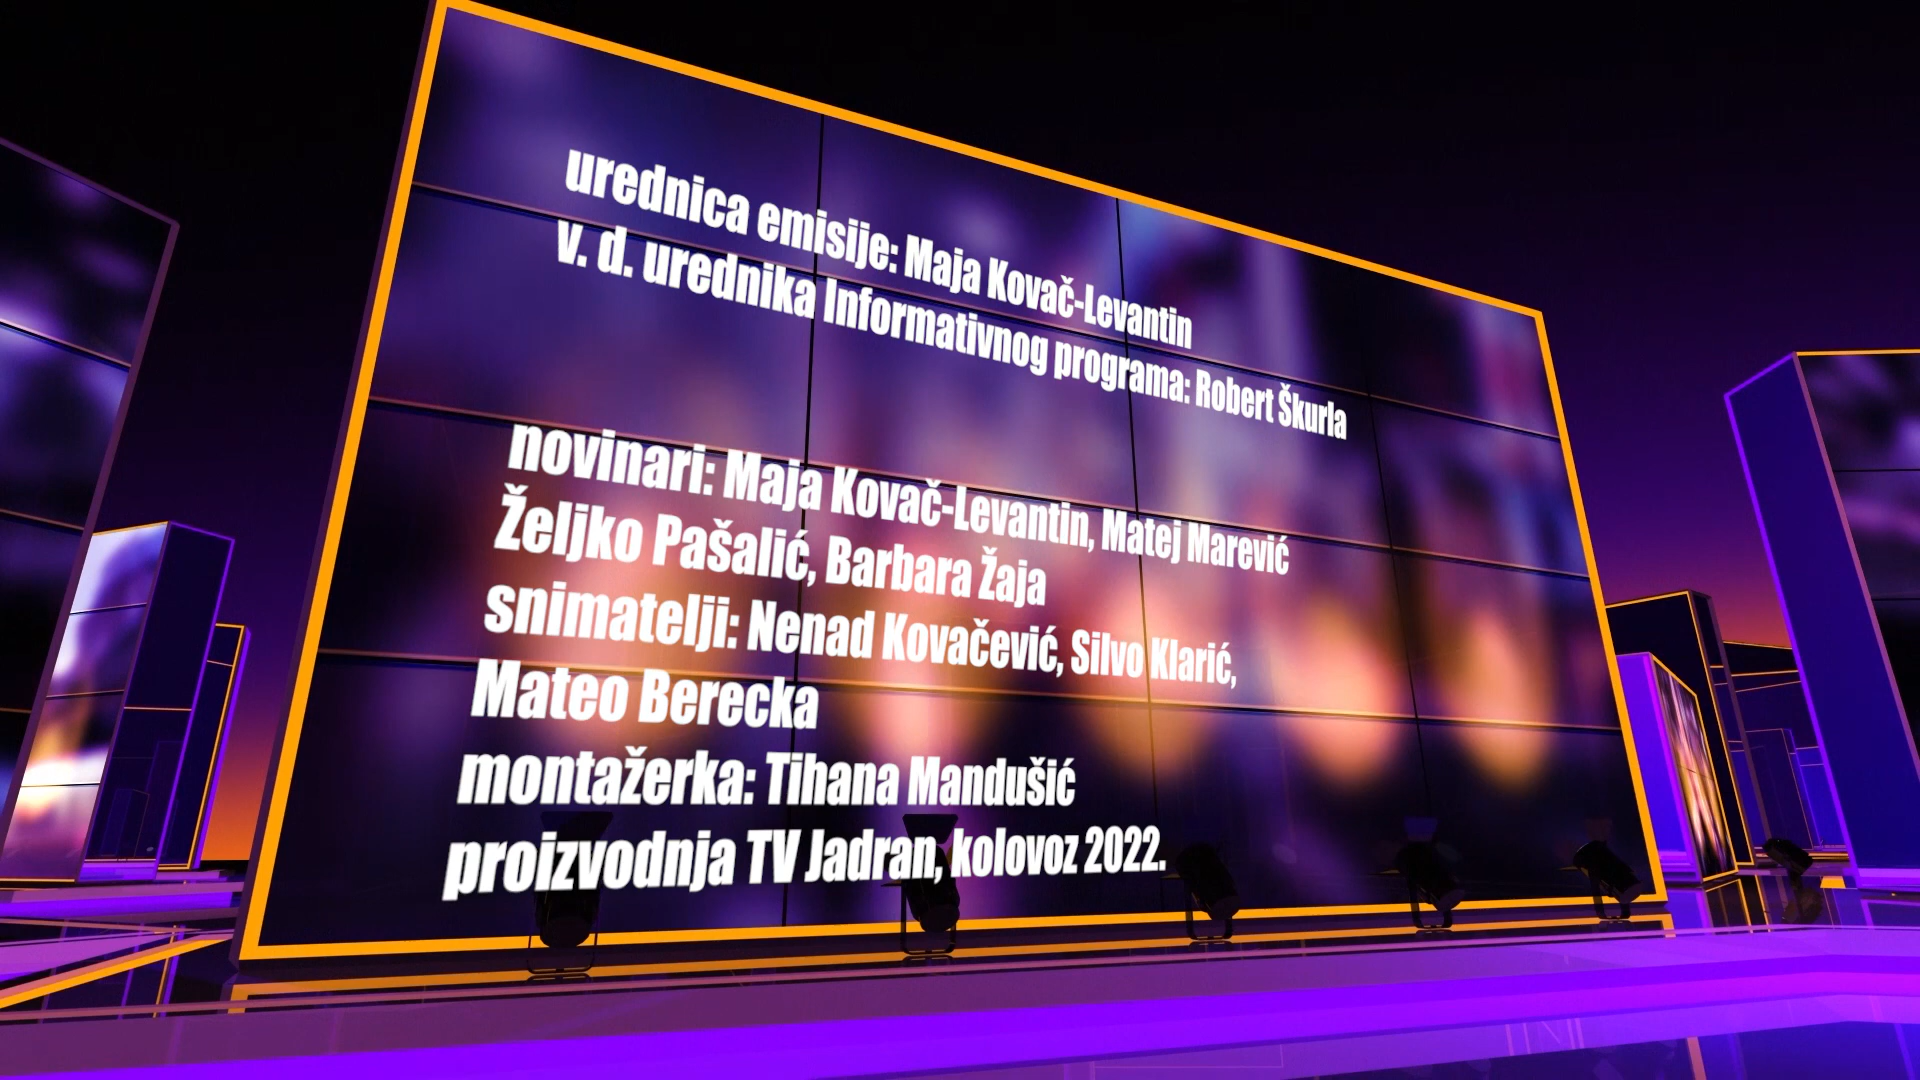 urednica emisije: Maja Kovač-Levantin
v. d. urednika Informativnog programa: Robert Škurla
novinari: Maja Kovač-Levantin, Matej Marević
Željko Pašalić, Barbara Žaja
snimatelji: Nenad Kovačević, Silvo Klarić,
Mateo Berecka
montažerka: Tihana Mandušić
proizvodnja TV Jadran, kolovoz 2022.